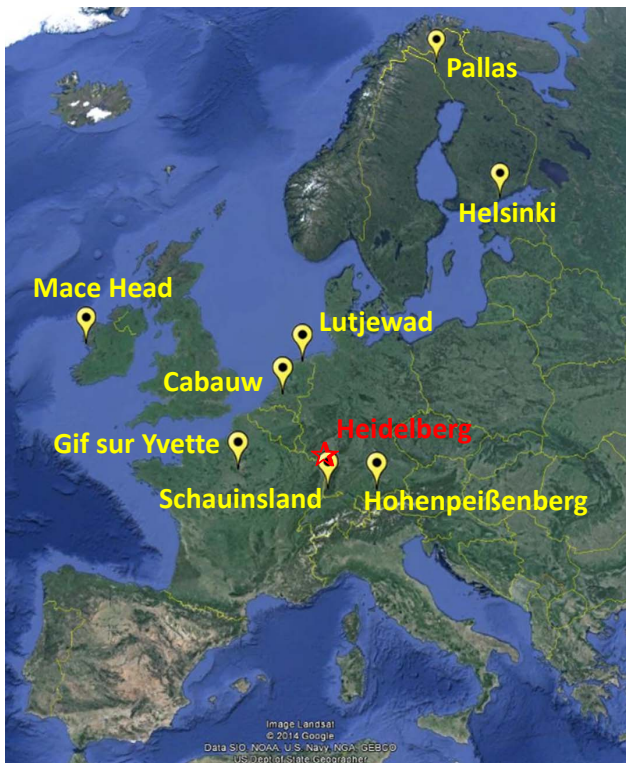 Pallas
Helsinki
Mace Head
Lutjewad
Cabauw
Heidelberg
Gif sur Yvette
Schauinsland
Hohenpeißenberg
Image Landsat
© 2014 Google
Data SIO, NOAA, U.S. Navy, NGA, GEBCO
US Dept of State Geographer